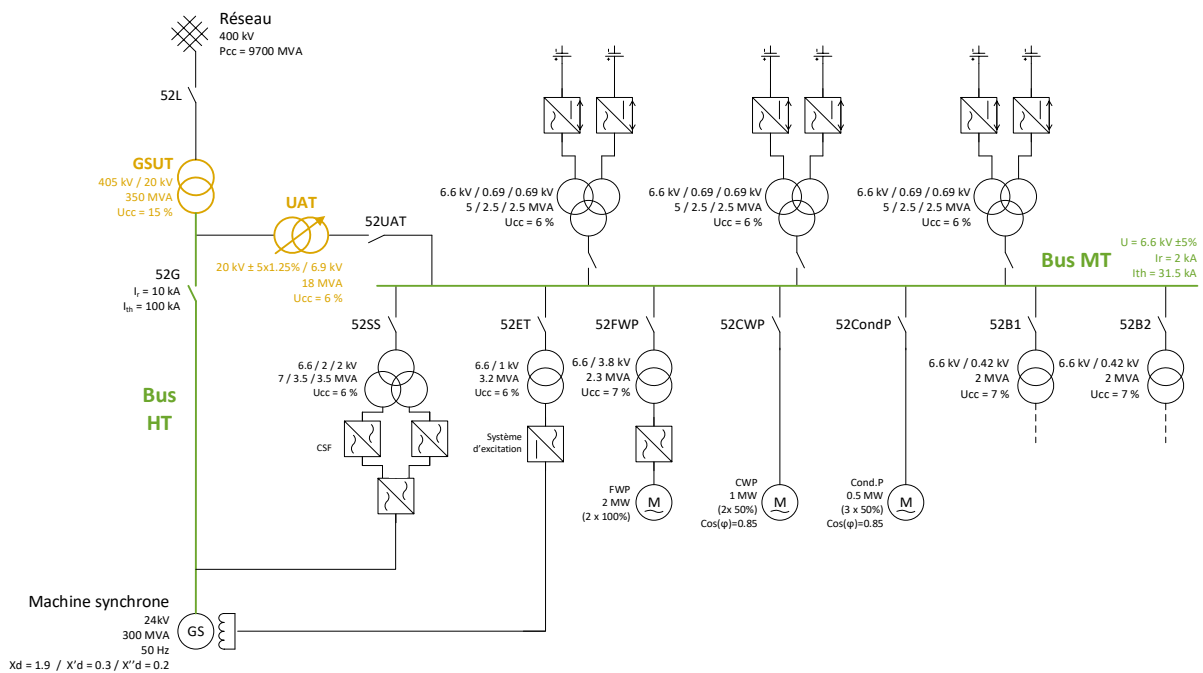 Réseau
400 kV
Pcc = 9700 MVA
52L
GSUT
405 kV / 20 kV
350 MVA
Ucc = 15 %
UAT
52UAT
20 kV ± 5x1.25% / 6.9 kV
18 MVA
Ucc = 6 %
6.6 kV / 0.69 / 0.69 kV
5 / 2.5 / 2.5 MVA
Ucc = 6 %
6.6 kV / 0.69 / 0.69 kV
5 / 2.5 / 2.5 MVA
Ucc = 6 %
6.6 kV / 0.69 / 0.69 kV
5 / 2.5 / 2.5 MVA
Ucc = 6 %
Bus MT
U = 6.6 kV ±5%
Ir = 2 kA
Ith = 31.5 kA
52G
Ir = 10 kA
Ith = 100 kA
Bus
HT
52SS
6.6 / 2 / 2 kV
7 / 3.5 / 3.5 MVA
Ucc = 6 %
CSF
52ET
6.6 / 1 kV
3.2 MVA
Ucc = 6 %
Système
d'excitation
52FWP
6.6 / 3.8 kV
2.3 MVA
Ucc = 7 %
FWP
2 MW
(2 x 100%)
M
52CWP
CWP
1 MW
(2x 50%)
Cos(φ)=0.85
M
52CondP
Cond.P
0.5 MW
(3 x 50%)
Cos(φ)=0.85
M
52B1
6.6 kV / 0.42 kV
2 MVA
Ucc = 7 %
52B2
6.6 kV / 0.42 kV
2 MVA
Ucc = 7 %
Machine synchrone
24kV
300 MVA
50 Hz
Xd = 1.9 / X'd = 0.3 / X''d = 0.2
GS